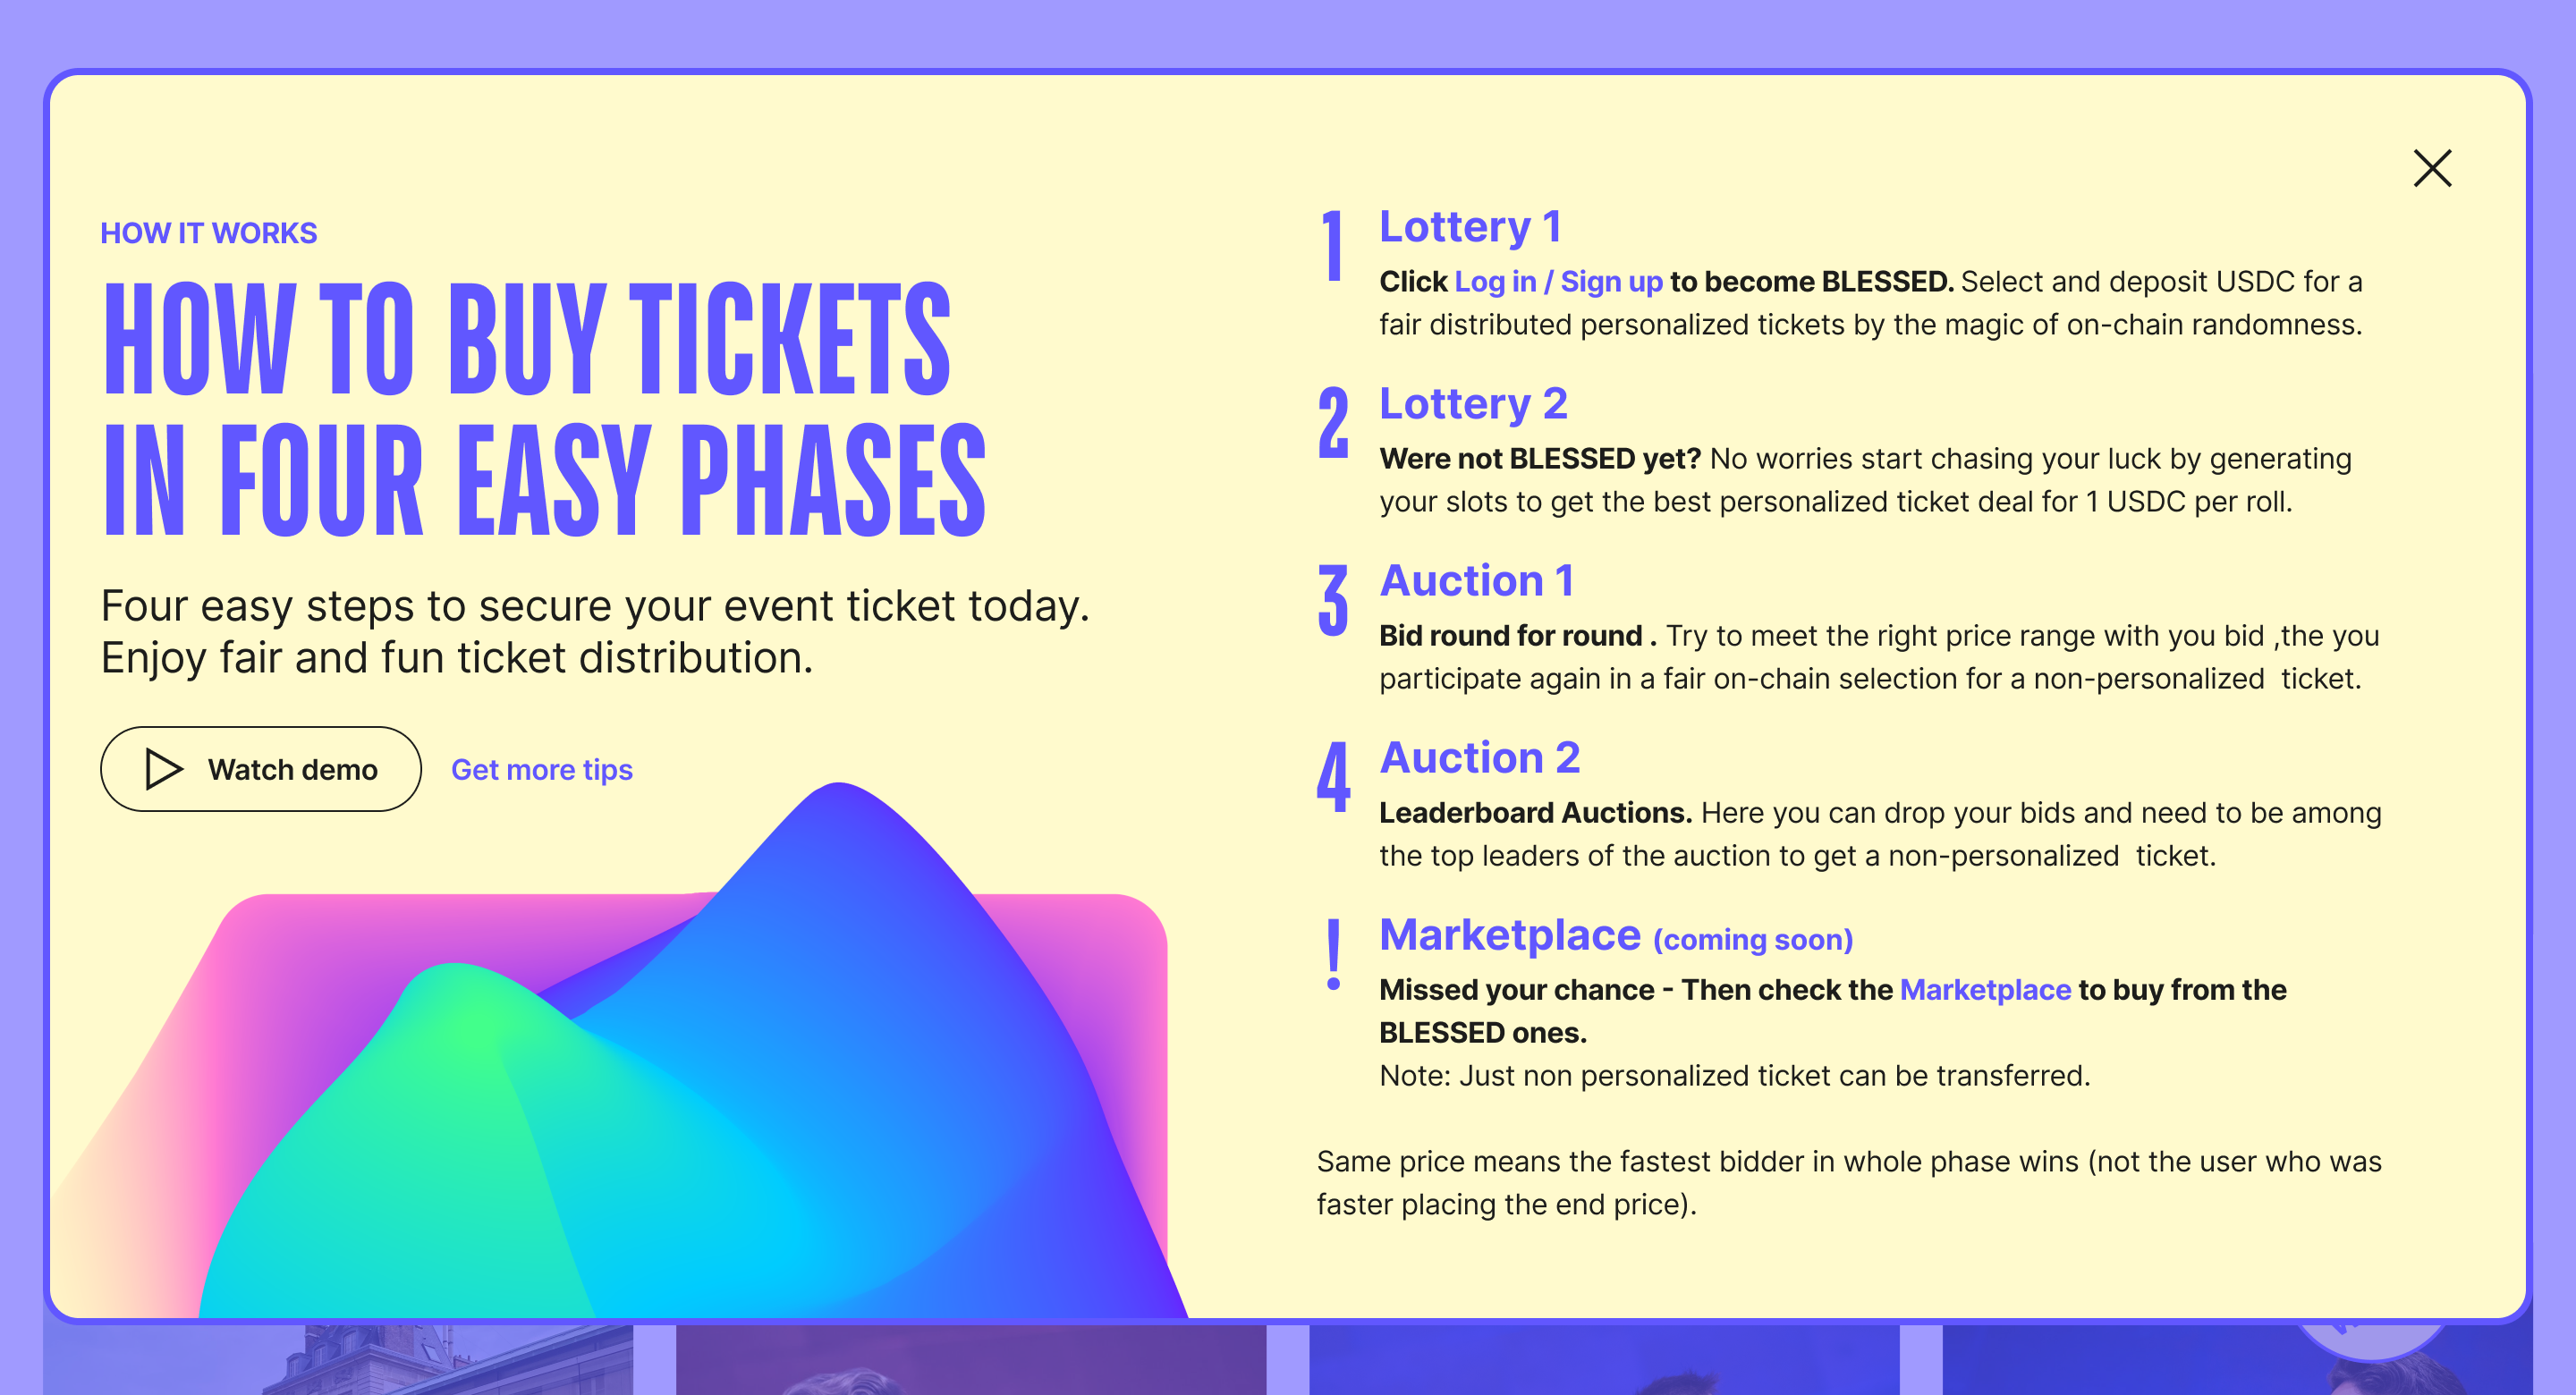 HOW IT WORKS
HOW TO BUY TICKETS
IN FOUR EASY PHASES
Four easy steps to secure your event ticket today.
Enjoy fair and fun ticket distribution.
Watch demo
Get more tips
1
Lottery 1
Click Log in / Sign up to become BLESSED. Select and deposit USDC for a
fair distributed personalized tickets by the magic of on-chain randomness.
2
Lottery 2
Were not BLESSED yet? No worries start chasing your luck by generating
your slots to get the best personalized ticket deal for 1 USDC per roll.
3
Auction 1
Bid round for round . Try to meet the right price range with you bid ,the you
participate again in a fair on-chain selection for a non-personalized  ticket.
4
Auction 2
Leaderboard Auctions. Here you can drop your bids and need to be among
the top leaders of the auction to get a non-personalized  ticket.
!
Marketplace (coming soon)
Missed your chance - Then check the Marketplace to buy from the
BLESSED ones.
Note: Just non personalized ticket can be transferred.
Same price means the fastest bidder in whole phase wins (not the user who was
faster placing the end price).